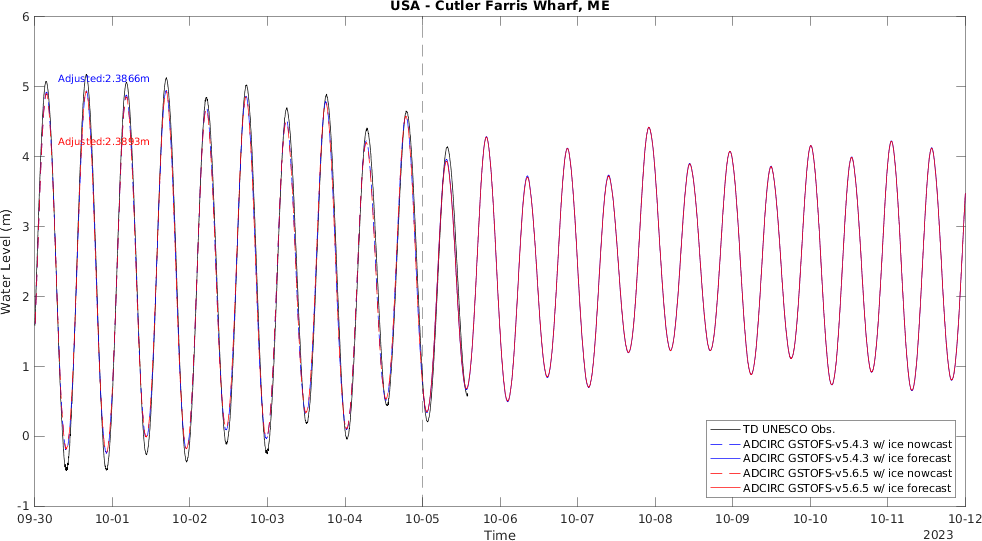 USA - Cutler Farris Wharf, ME
6
5
4
3
2
1
0
-1
Water Level (m)
Adjusted:2.3866m
Adjusted:2.3893m
TD UNESCO Obs.
ADCIRC GSTOFS-v5.4.3 w/ ice nowcast
ADCIRC GSTOFS-v5.4.3 w/ ice forecast
ADCIRC GSTOFS-v5.6.5 w/ ice nowcast
ADCIRC GSTOFS-v5.6.5 w/ ice forecast
09-30 10-01 10-02 10-03 10-04 10-05 10-06 10-07 10-08 10-09 10-10 10-11 10-12
Time
2023